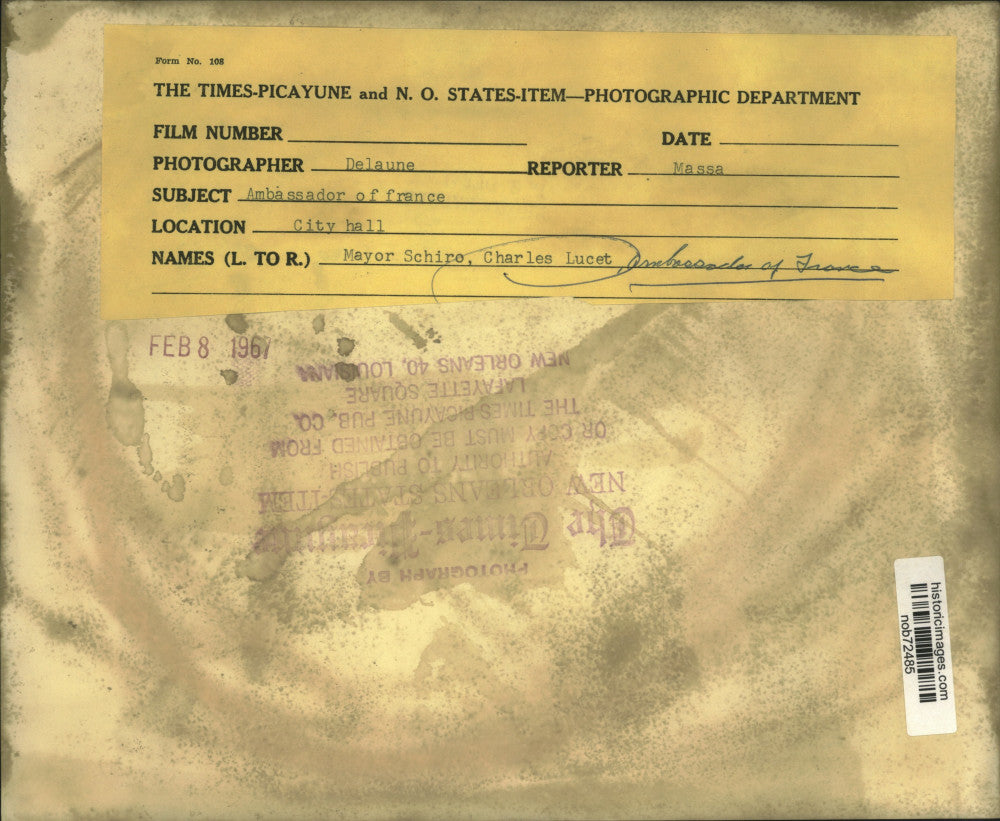 Form No. 108
THE TIMES-PICAYUNE and N. O. STATES-ITEM—PHOTOGRAPHIC DEPARTMENT
FILM NUMBER
DATE
PHOTOGRAPHER Delaune REPORTER Massa
SUBJECT Ambassador of france
LOCATION City hall
NAMES (L. TO R.) Mayor Schiro, Charles Lucet Ambassador of France
FEB 8 1967
PHOTOGRAPH BY
The Times-Picayune
NEW ORLEANS STATES-ITEM
AUTHORITY TO PUBLISH
OR COPY MUST BE OBTAINED FROM
THE TIMES PICAYUNE PUB. CO.
LAFAYETTE SQUARE
NEW ORLEANS 40, LOUISIANA
historicimages.com
nob72485